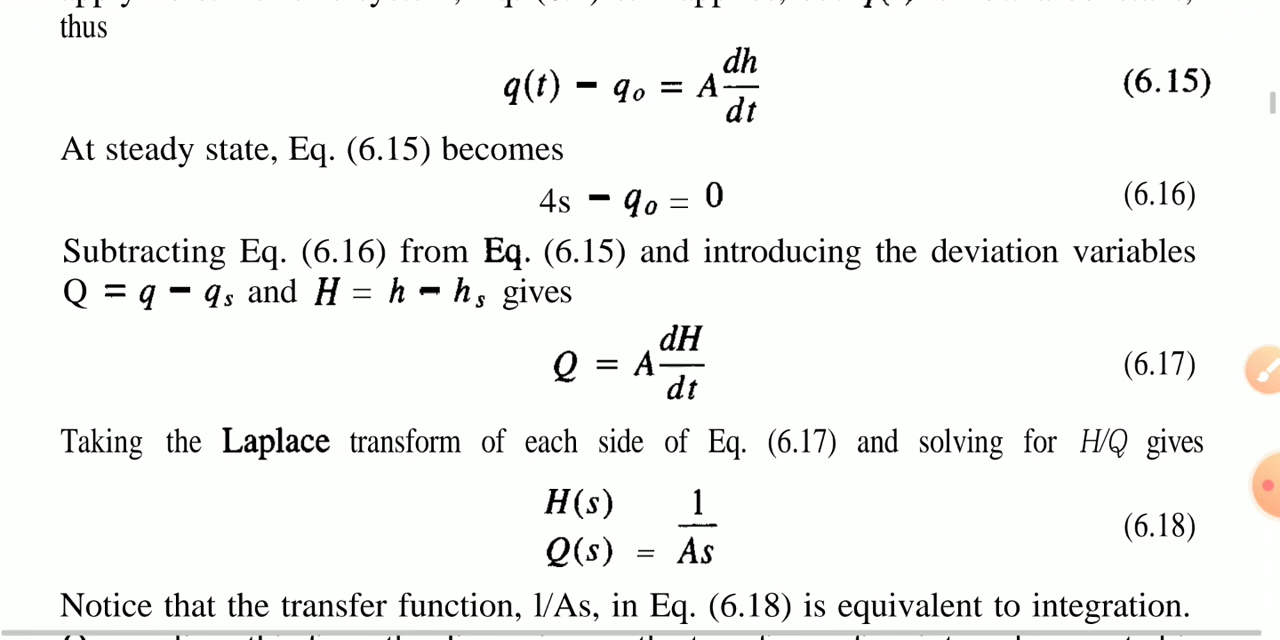 thus
q(t) − q₀ = A dh/dt (6.15)
At steady state, Eq. (6.15) becomes
4s − q₀ = 0 (6.16)
Subtracting Eq. (6.16) from Eq. (6.15) and introducing the deviation variables
Q = q − qₛ and H = h − hₛ gives
Q = A dH/dt (6.17)
Taking the Laplace transform of each side of Eq. (6.17) and solving for H/Q gives
H(s)/Q(s) = 1/As (6.18)
Notice that the transfer function, l/As, in Eq. (6.18) is equivalent to integration.